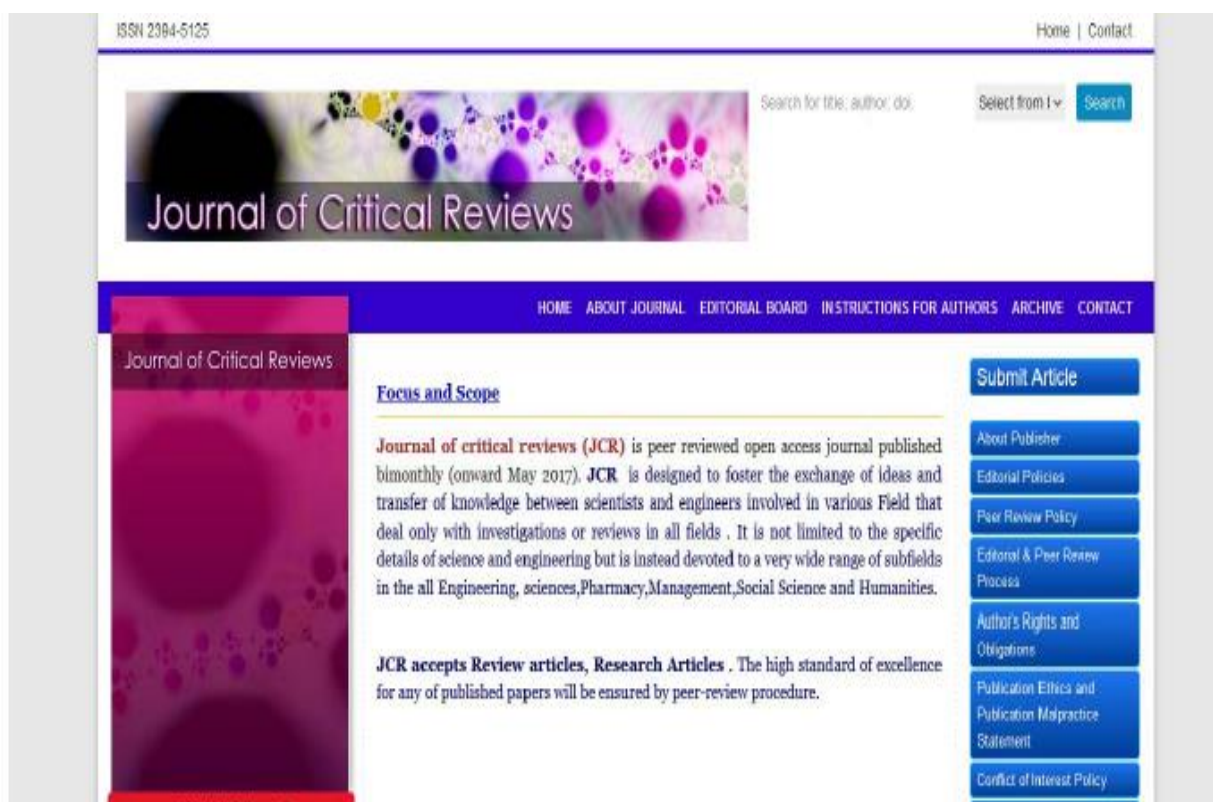 ISSN 2394-5125
Home | Contact
Search for title, author, doi.
Select from l
Search
Journal of Critical Reviews
HOME ABOUT JOURNAL EDITORIAL BOARD INSTRUCTIONS FOR AUTHORS ARCHIVE CONTACT
Journal of Critical Reviews
Focus and Scope
Journal of critical reviews (JCR) is peer reviewed open access journal published
bimonthly (onward May 2017). JCR is designed to foster the exchange of ideas and
transfer of knowledge between scientists and engineers involved in various Field that
deal only with investigations or reviews in all fields . It is not limited to the specific
details of science and engineering but is instead devoted to a very wide range of subfields
in the all Engineering, sciences,Pharmacy,Management,Social Science and Humanities.
JCR accepts Review articles, Research Articles . The high standard of excellence
for any of published papers will be ensured by peer-review procedure.
Submit Article
About Publisher
Editorial Policies
Peer Review Policy
Editorial & Peer Review
Process
Author's Rights and
Obligations
Publication Ethics and
Publication Malpractice
Statement
Conflict of Interest Policy